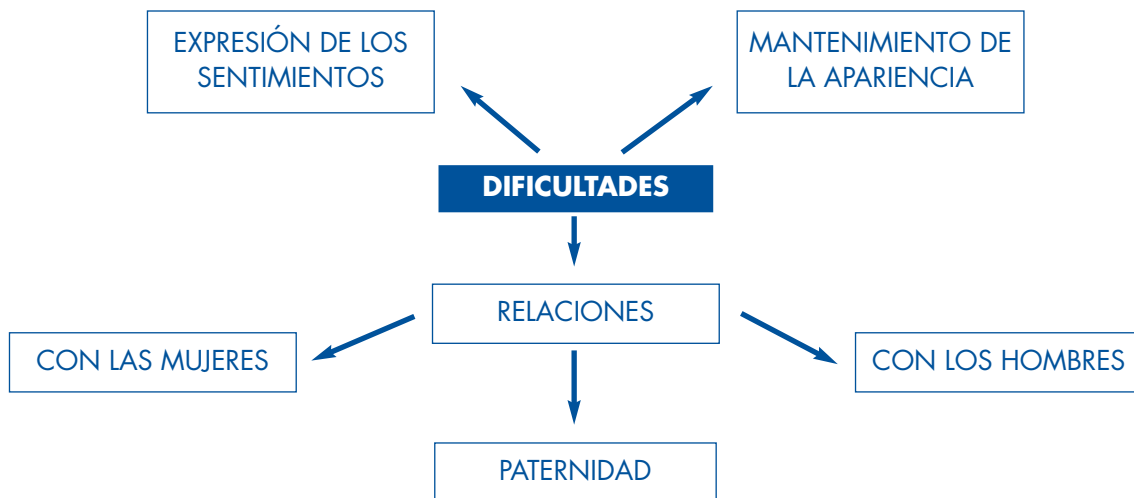 EXPRESIÓN DE LOS
SENTIMIENTOS
MANTENIMIENTO DE
LA APARIENCIA
DIFICULTADES
RELACIONES
CON LAS MUJERES
CON LOS HOMBRES
PATERNIDAD